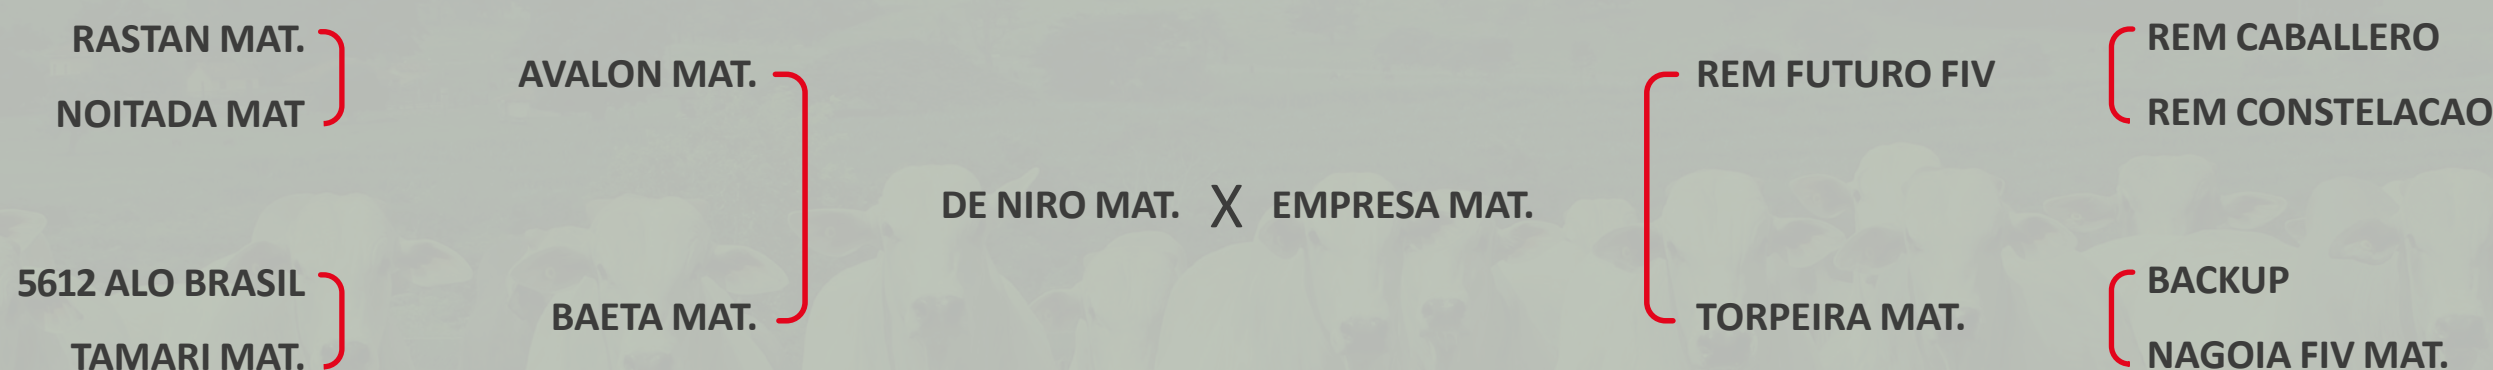 RASTAN MAT.
NOITADA MAT
AVALON MAT.
5612 ALO BRASIL
TAMARI MAT.
BAETA MAT.
DE NIRO MAT. X EMPRESA MAT.
REM FUTURO FIV
REM CABALLERO
REM CONSTELACAO
TORPEIRA MAT.
BACKUP
NAGOIA FIV MAT.